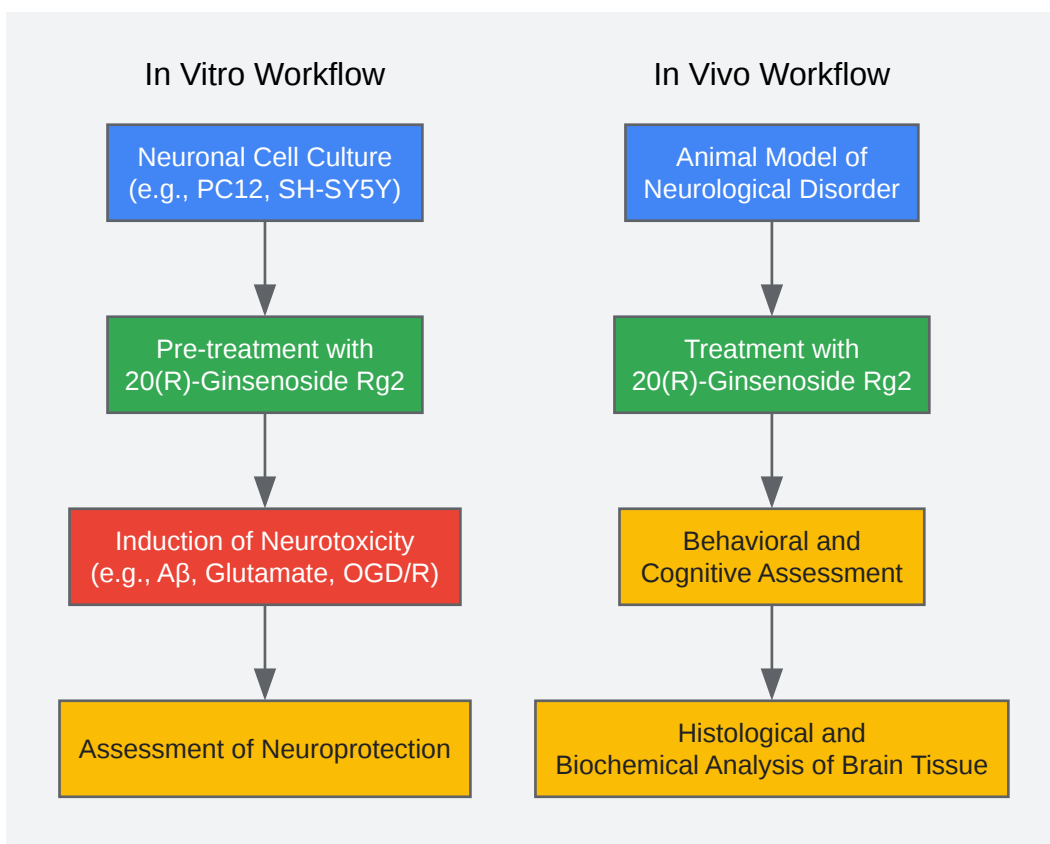 In Vitro Workflow
Neuronal Cell Culture
(e.g., PC12, SH-SY5Y)
Pre-treatment with
20(R)-Ginsenoside Rg2
Induction of Neurotoxicity
(e.g., Aβ, Glutamate, OGD/R)
Assessment of Neuroprotection
In Vivo Workflow
Animal Model of
Neurological Disorder
Treatment with
20(R)-Ginsenoside Rg2
Behavioral and
Cognitive Assessment
Histological and
Biochemical Analysis of Brain Tissue